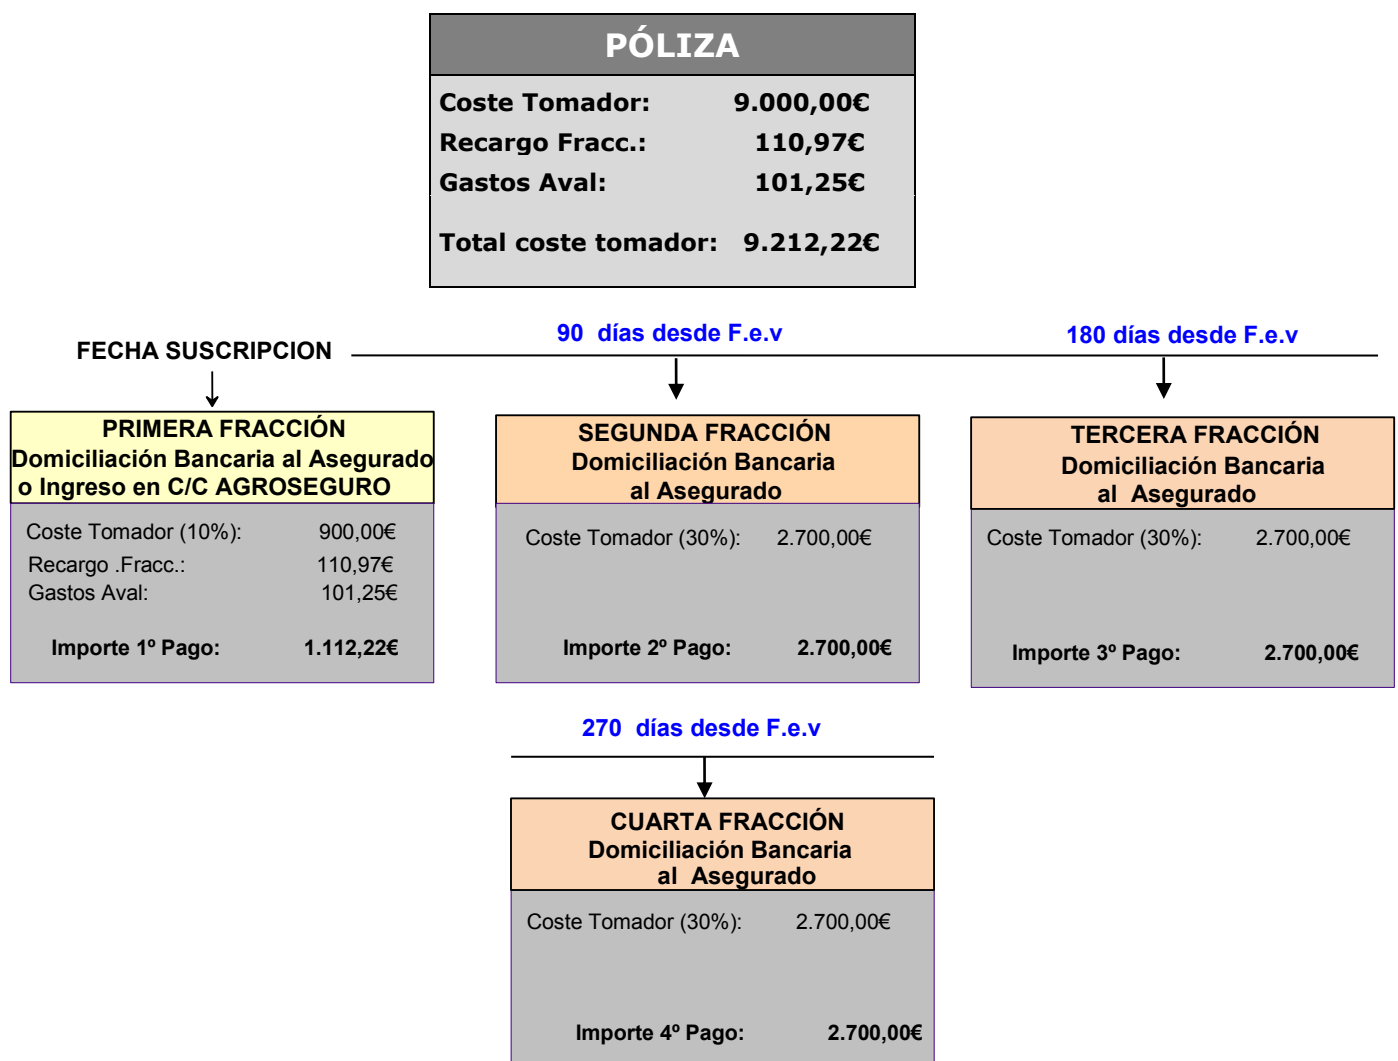 PÓLIZA
Coste Tomador: 9.000,00€
Recargo Fracc.: 110,97€
Gastos Aval: 101,25€
Total coste tomador: 9.212,22€
FECHA SUSCRIPCION
90 días desde F.e.v
180 días desde F.e.v
PRIMERA FRACCIÓN
Domiciliación Bancaria al Asegurado
o Ingreso en C/C AGROSEGURO
Coste Tomador (10%): 900,00€
Recargo .Fracc.: 110,97€
Gastos Aval: 101,25€
Importe 1º Pago: 1.112,22€
SEGUNDA FRACCIÓN
Domiciliación Bancaria
al Asegurado
Coste Tomador (30%): 2.700,00€
Importe 2º Pago: 2.700,00€
TERCERA FRACCIÓN
Domiciliación Bancaria
al Asegurado
Coste Tomador (30%): 2.700,00€
Importe 3º Pago: 2.700,00€
270 días desde F.e.v
CUARTA FRACCIÓN
Domiciliación Bancaria
al Asegurado
Coste Tomador (30%): 2.700,00€
Importe 4º Pago: 2.700,00€